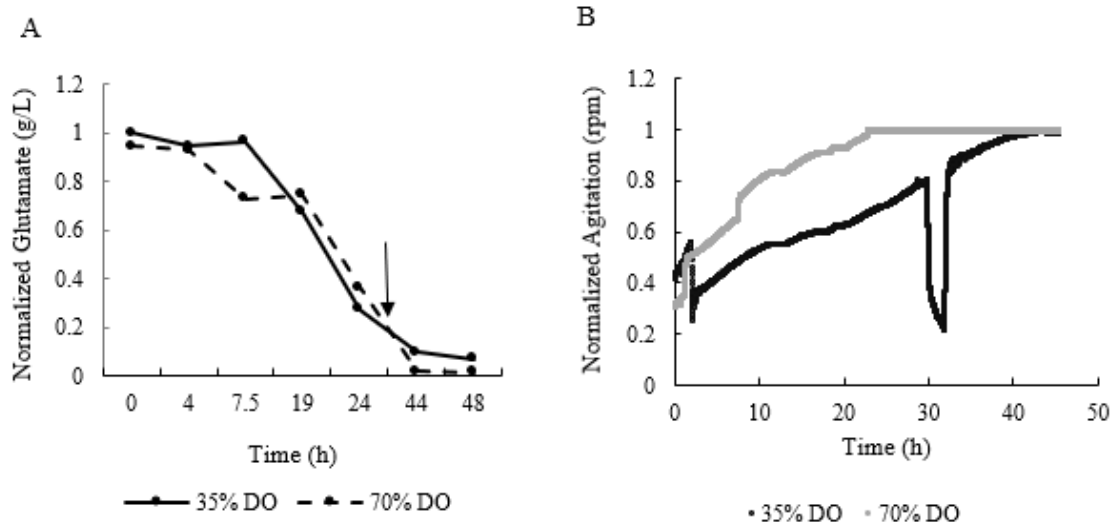 A
Normalized Glutamate (g/L)
1.2
1
0.8
0.6
0.4
0.2
0
0 4 7.5 19 24 44 48
Time (h)
35% DO 70% DO
B
Normalized Agitation (rpm)
1.2
1
0.8
0.6
0.4
0.2
0
0 10 20 30 40 50
Time (h)
35% DO 70% DO